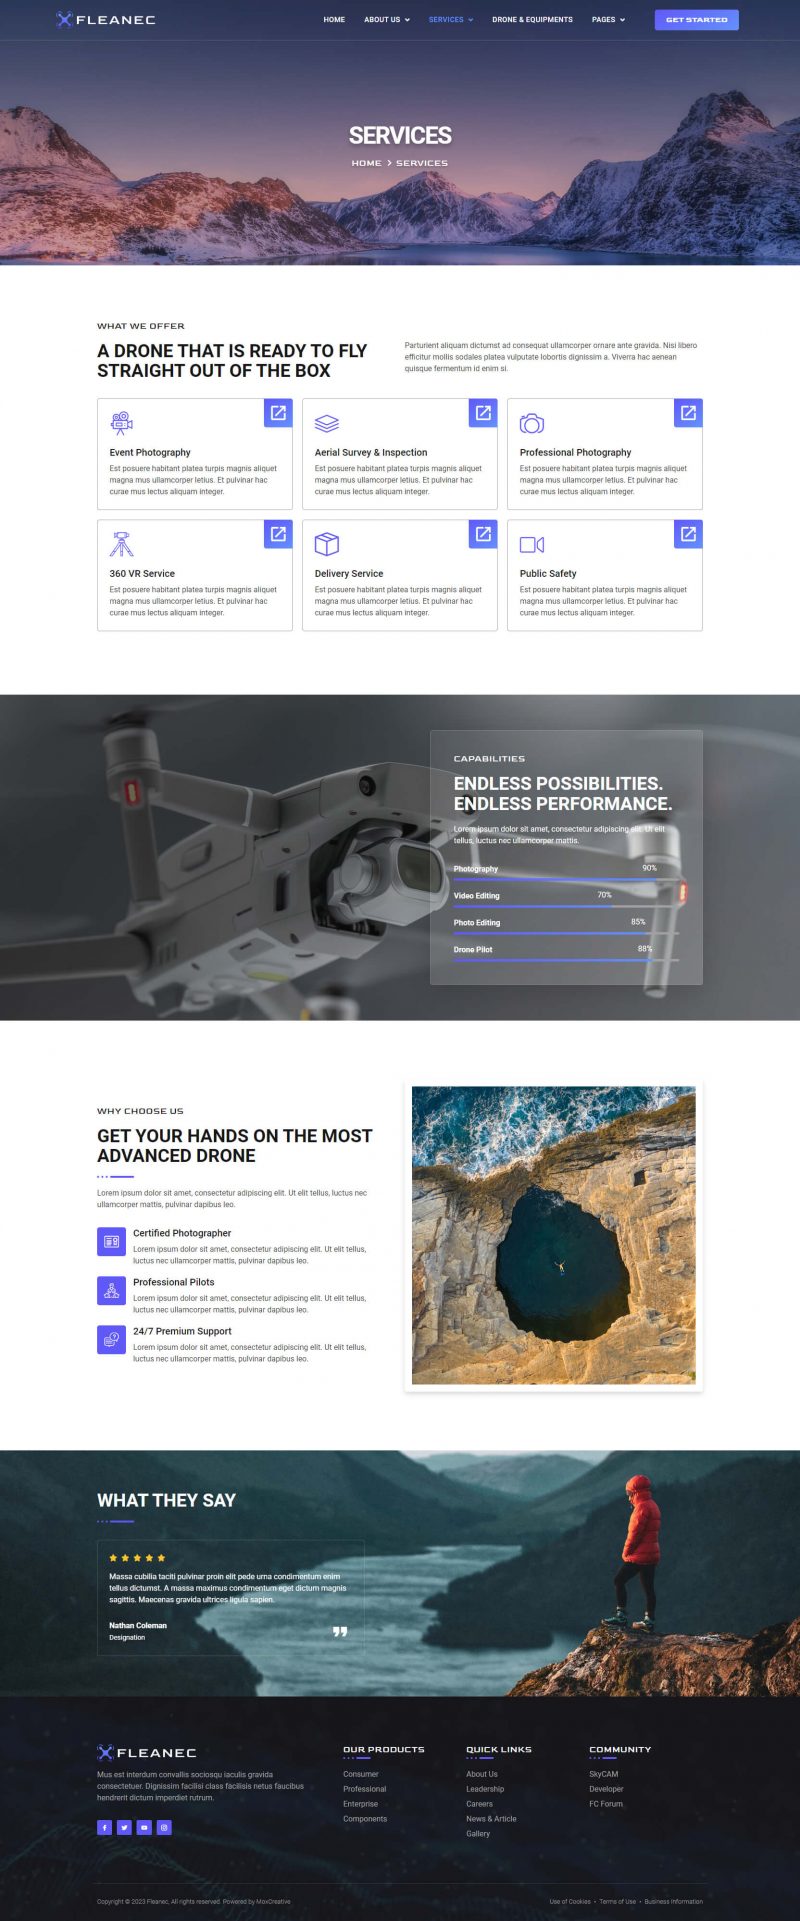 FLEANEC
HOME ABOUT US SERVICES DRONE & EQUIPMENTS PAGES GET STARTED
SERVICES
HOME > SERVICES
WHAT WE OFFER
A DRONE THAT IS READY TO FLY
STRAIGHT OUT OF THE BOX
Parturient aliquam dictumst ad consequat ullamcorper ornare ante gravida. Nisi libero
efficitur mollis sodales platea vulputate lobortis dignissim a. Viverra hac aenean
quisque fermentum id enim si.
Event Photography
Est posuere habitant platea turpis magnis aliquet
magna mus ullamcorper letius. Et pulvinar hac
curae mus lectus aliquam integer.
Aerial Survey & Inspection
Est posuere habitant platea turpis magnis aliquet
magna mus ullamcorper letius. Et pulvinar hac
curae mus lectus aliquam integer.
Professional Photography
Est posuere habitant platea turpis magnis aliquet
magna mus ullamcorper letius. Et pulvinar hac
curae mus lectus aliquam integer.
360 VR Service
Est posuere habitant platea turpis magnis aliquet
magna mus ullamcorper letius. Et pulvinar hac
curae mus lectus aliquam integer.
Delivery Service
Est posuere habitant platea turpis magnis aliquet
magna mus ullamcorper letius. Et pulvinar hac
curae mus lectus aliquam integer.
Public Safety
Est posuere habitant platea turpis magnis aliquet
magna mus ullamcorper letius. Et pulvinar hac
curae mus lectus aliquam integer.
CAPABILITIES
ENDLESS POSSIBILITIES.
ENDLESS PERFORMANCE.
Lorem ipsum dolor sit amet, consectetur adipiscing elit. Ut elit
tellus, luctus nec ullamcorper mattis.
Photography 90%
Video Editing 70%
Photo Editing 85%
Drone Pilot 88%
WHY CHOOSE US
GET YOUR HANDS ON THE MOST
ADVANCED DRONE
Lorem ipsum dolor sit amet, consectetur adipiscing elit. Ut elit tellus, luctus nec
ullamcorper mattis, pulvinar dapibus leo.
Certified Photographer
Lorem ipsum dolor sit amet, consectetur adipiscing elit. Ut elit tellus,
luctus nec ullamcorper mattis, pulvinar dapibus leo.
Professional Pilots
Lorem ipsum dolor sit amet, consectetur adipiscing elit. Ut elit tellus,
luctus nec ullamcorper mattis, pulvinar dapibus leo.
24/7 Premium Support
Lorem ipsum dolor sit amet, consectetur adipiscing elit. Ut elit tellus,
luctus nec ullamcorper mattis, pulvinar dapibus leo.
WHAT THEY SAY
Massa cubilia taciti pulvinar proin elit pede urna condimentum enim
tellus dictumst. A massa maximus condimentum eget dictum magnis
sagittis. Maecenas gravida ultrices ligula sapien.
Nathan Coleman
Designation
FLEANEC
Mus est interdum convallis sociosqu iaculis gravida
consectetuer. Dignissim facilisi class facilisis netus faucibus
hendrerit dictum imperdiet rutrum.
OUR PRODUCTS
Consumer
Professional
Enterprise
Components
QUICK LINKS
About Us
Leadership
Careers
News & Article
Gallery
COMMUNITY
SkyCAM
Developer
FC Forum
Copyright © 2023 Fleanec, All rights reserved. Powered by MoxCreative
Use of Cookies • Terms of Use • Business Information